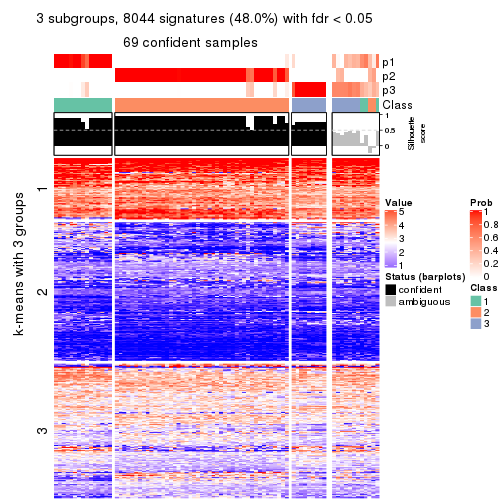 3 subgroups, 8044 signatures (48.0%) with fdr < 0.05
69 confident samples
p1
p2
p3
Class
1
0.5
0
Silhouette
score
k-means with 3 groups
1
2
3
Value
5
4
3
2
1
Status (barplots)
confident
ambiguous
Prob
1
0.8
0.6
0.4
0.2
0
Class
1
2
3